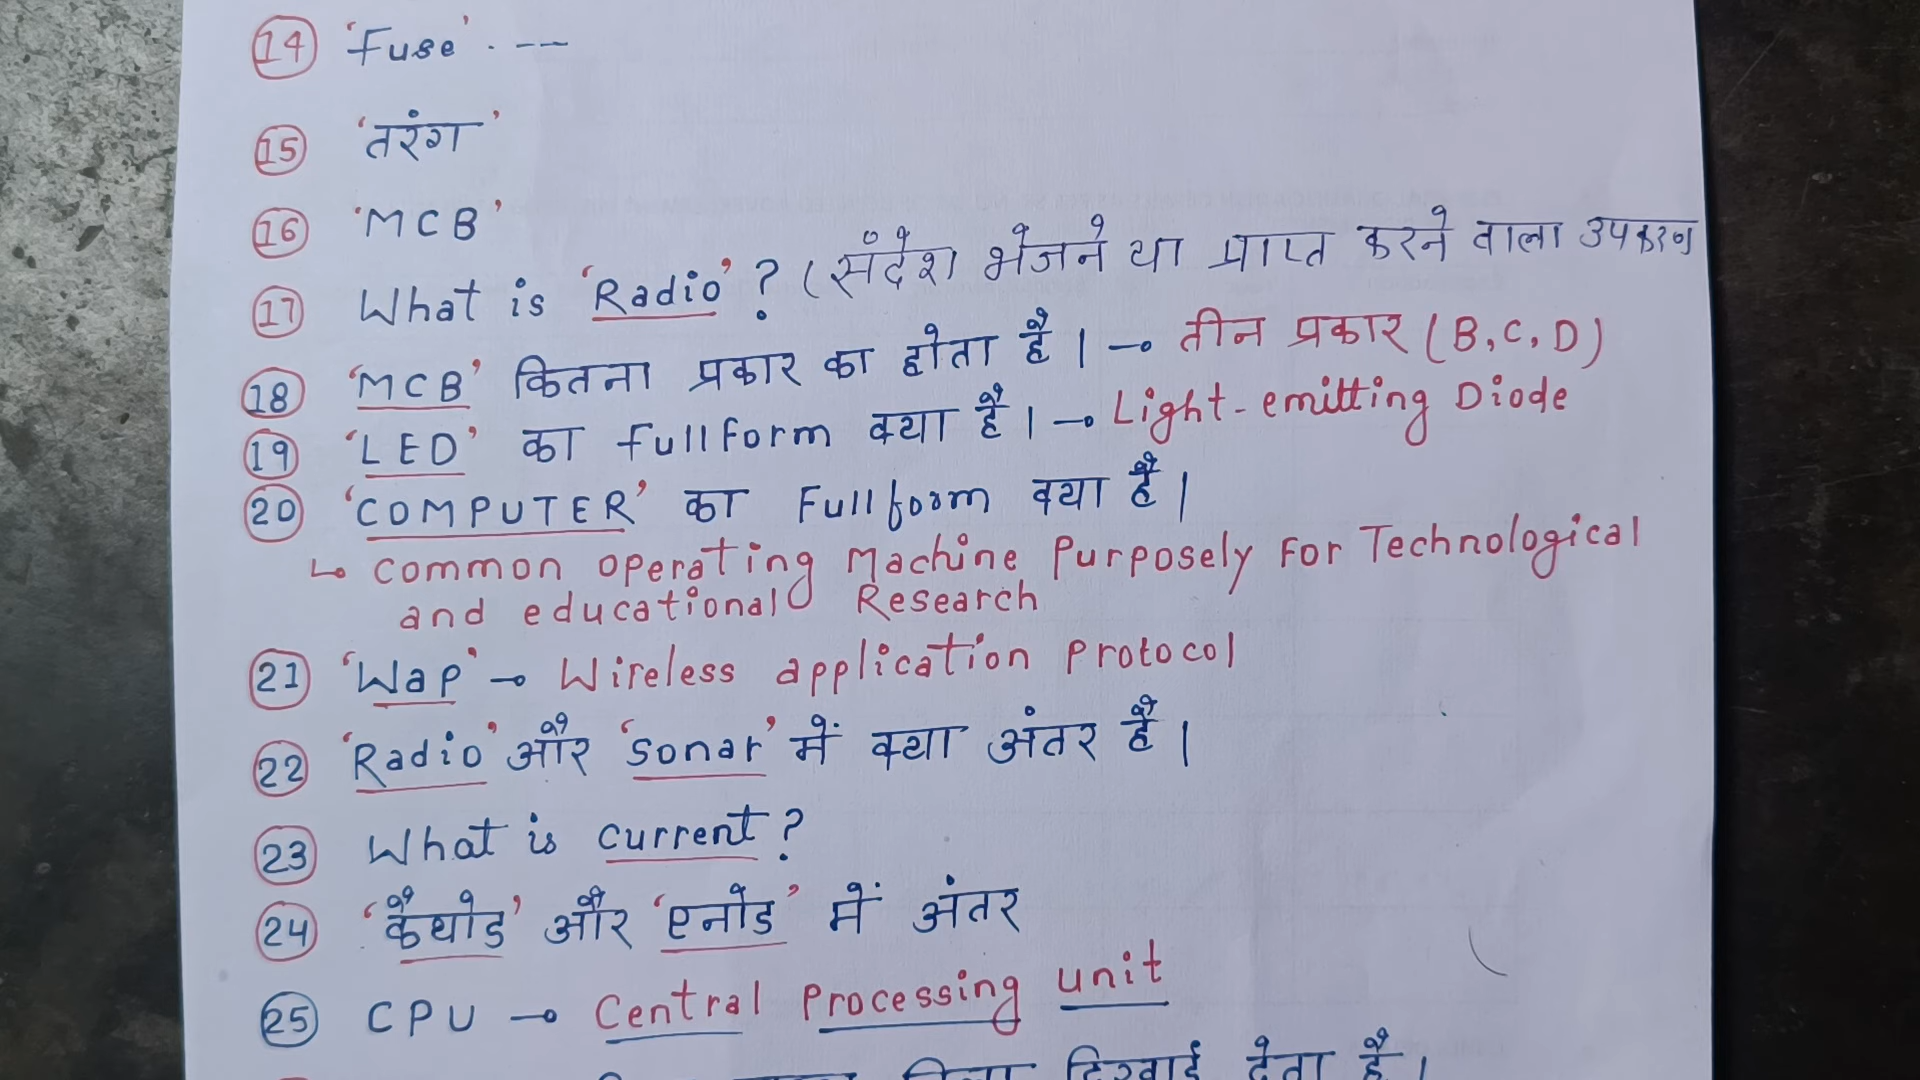 14 'Fuse'. --
15 'तरंग'
16 'MCB'
17 What is 'Radio'? (संदेश भेजने या प्राप्त करने वाला उपकरण
18 'MCB' कितना प्रकार का होता है। → तीन प्रकार (B, C, D)
19 'LED' का fullform क्या है। → Light-emitting Diode
20 'COMPUTER' का Fullform क्या है।
↳ common operating Machine Purposely For Technological
and educational Research
21 'Wap' → Wireless application Protocol
22 'Radio' और 'sonar' में क्या अंतर है।
23 What is current?
24 'कैथोड' और 'एनोड' में अंतर
25 CPU → Central Processing unit
दिखाई देता है।